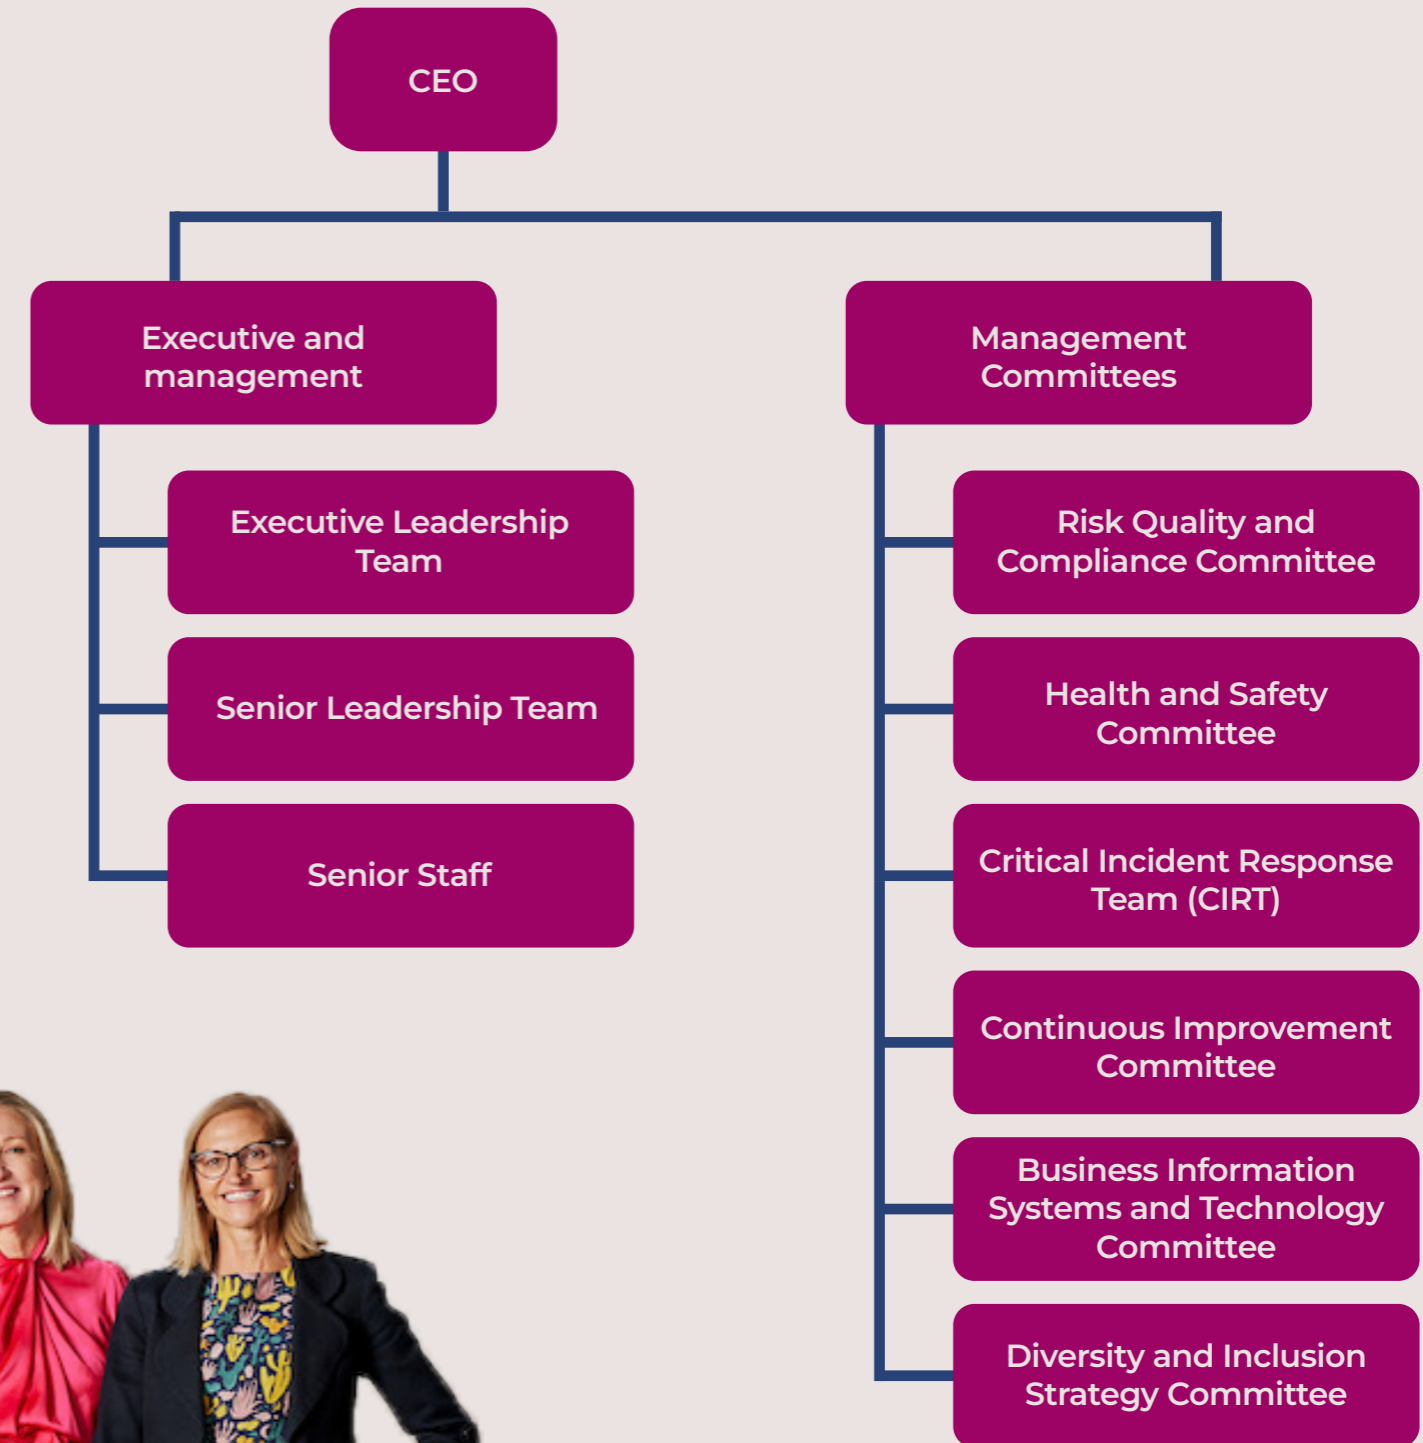 CEO
Executive and
management
Executive Leadership
Team
Senior Leadership Team
Senior Staff
Management
Committees
Risk Quality and
Compliance Committee
Health and Safety
Committee
Critical Incident Response
Team (CIRT)
Continuous Improvement
Committee
Business Information
Systems and Technology
Committee
Diversity and Inclusion
Strategy Committee